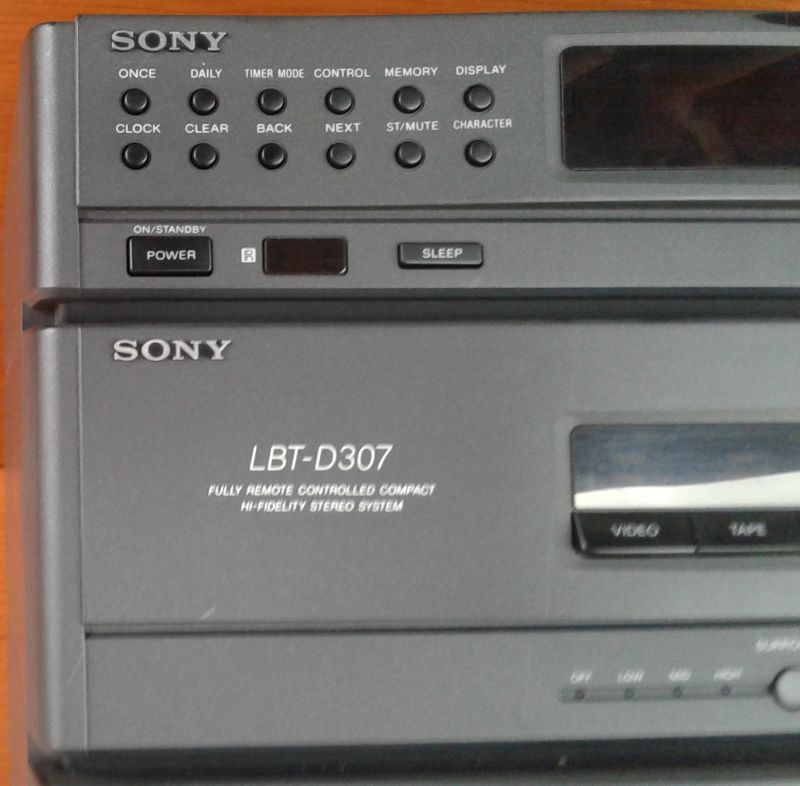 SONY
ONCE DAILY TIMER MODE CONTROL MEMORY DISPLAY
CLOCK CLEAR BACK NEXT ST/MUTE CHARACTER
ON/STANDBY
POWER R SLEEP
SONY
LBT-D307
FULLY REMOTE CONTROLLED COMPACT
HI-FIDELITY STEREO SYSTEM
VIDEO TAPE
SURRO
OFF LOW MID HIGH